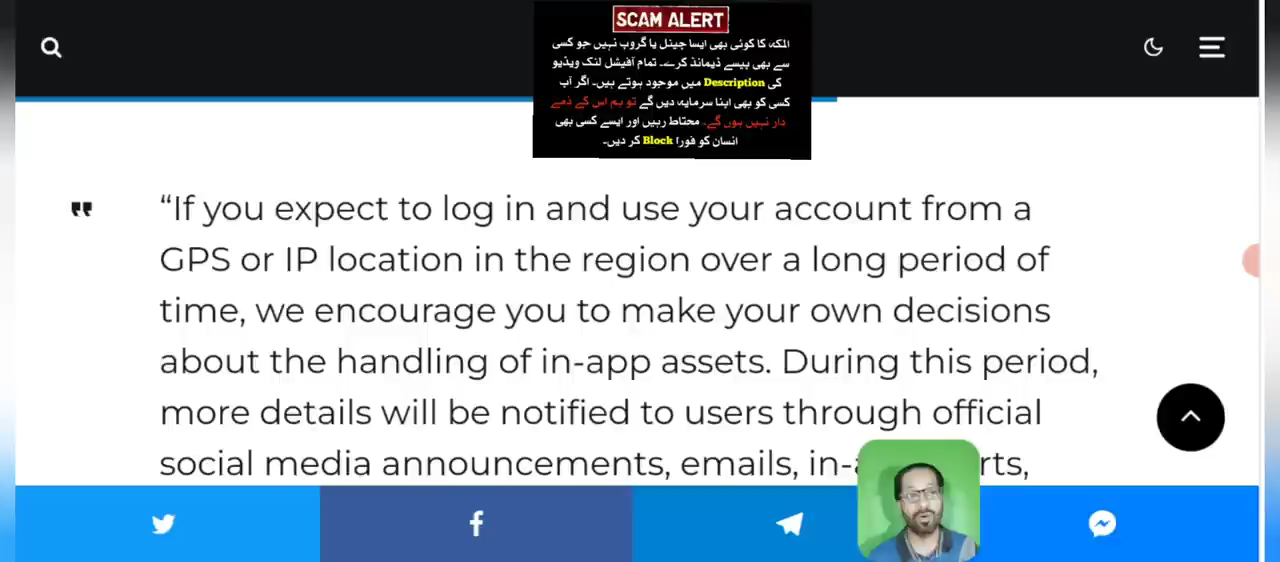 SCAM ALERT
المکہ کا کوئی بھی ایسا چینل یا گروپ نہیں جو کسی
سے بھی پیسے ڈیمانڈ کرے۔ تمام آفیشل لنک ویڈیو
کی Description میں موجود ہوتے ہیں۔ اگر آپ
کسی کو بھی اپنا سرمایہ دیں گے تو ہم اس کے ذمے
دار نہیں ہوں گے۔ محتاط رہیں اور ایسے کسی بھی
انسان کو فورا Block کر دیں۔
“If you expect to log in and use your account from a
GPS or IP location in the region over a long period of
time, we encourage you to make your own decisions
about the handling of in-app assets. During this period,
more details will be notified to users through official
social media announcements, emails,